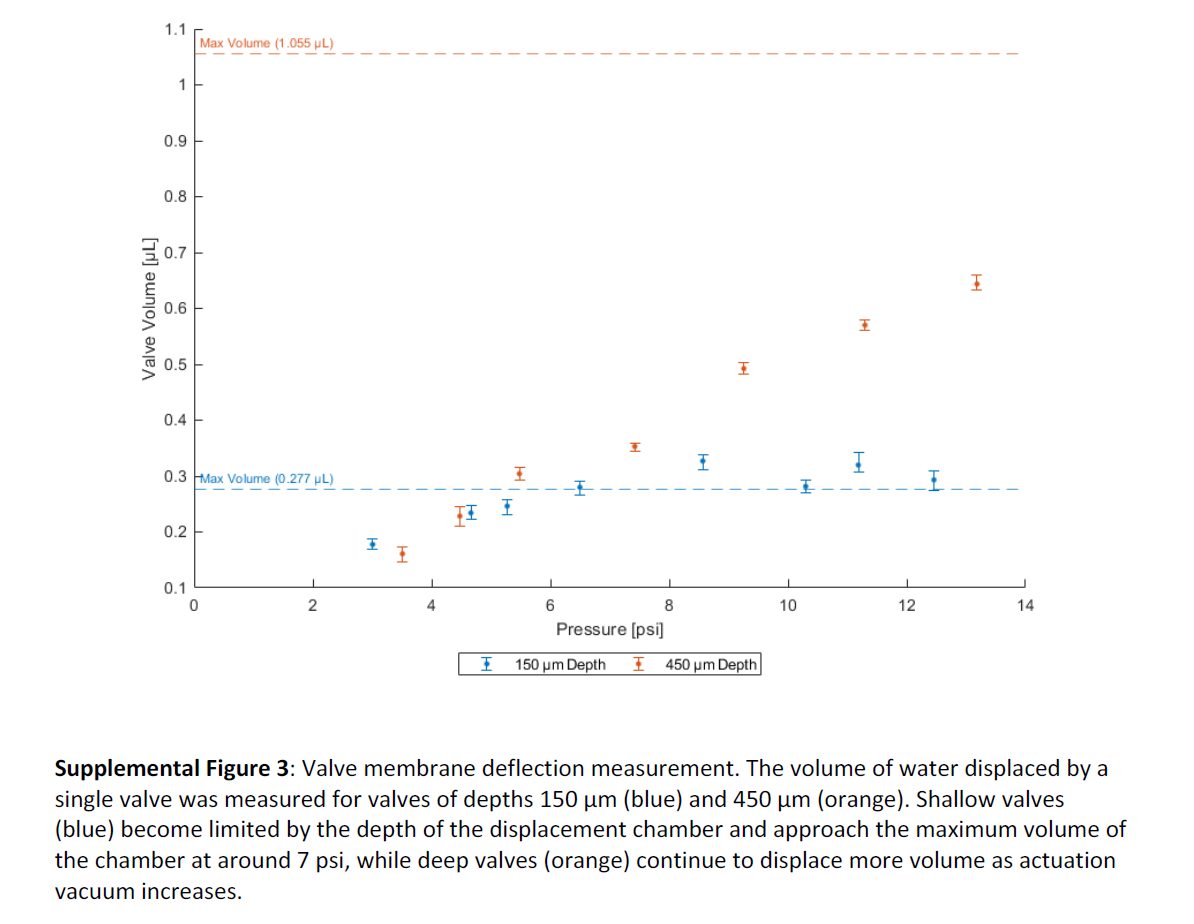 1.1
Max Volume (1.055 µL)
1
0.9
0.8
0.7
0.6
0.5
0.4
0.3
Max Volume (0.277 µL)
0.2
0.1
Valve Volume [µL]
0 2 4 6 8 10 12 14
Pressure [psi]
150 µm Depth 450 µm Depth
Supplemental Figure 3: Valve membrane deflection measurement. The volume of water displaced by a
single valve was measured for valves of depths 150 µm (blue) and 450 µm (orange). Shallow valves
(blue) become limited by the depth of the displacement chamber and approach the maximum volume of
the chamber at around 7 psi, while deep valves (orange) continue to displace more volume as actuation
vacuum increases.